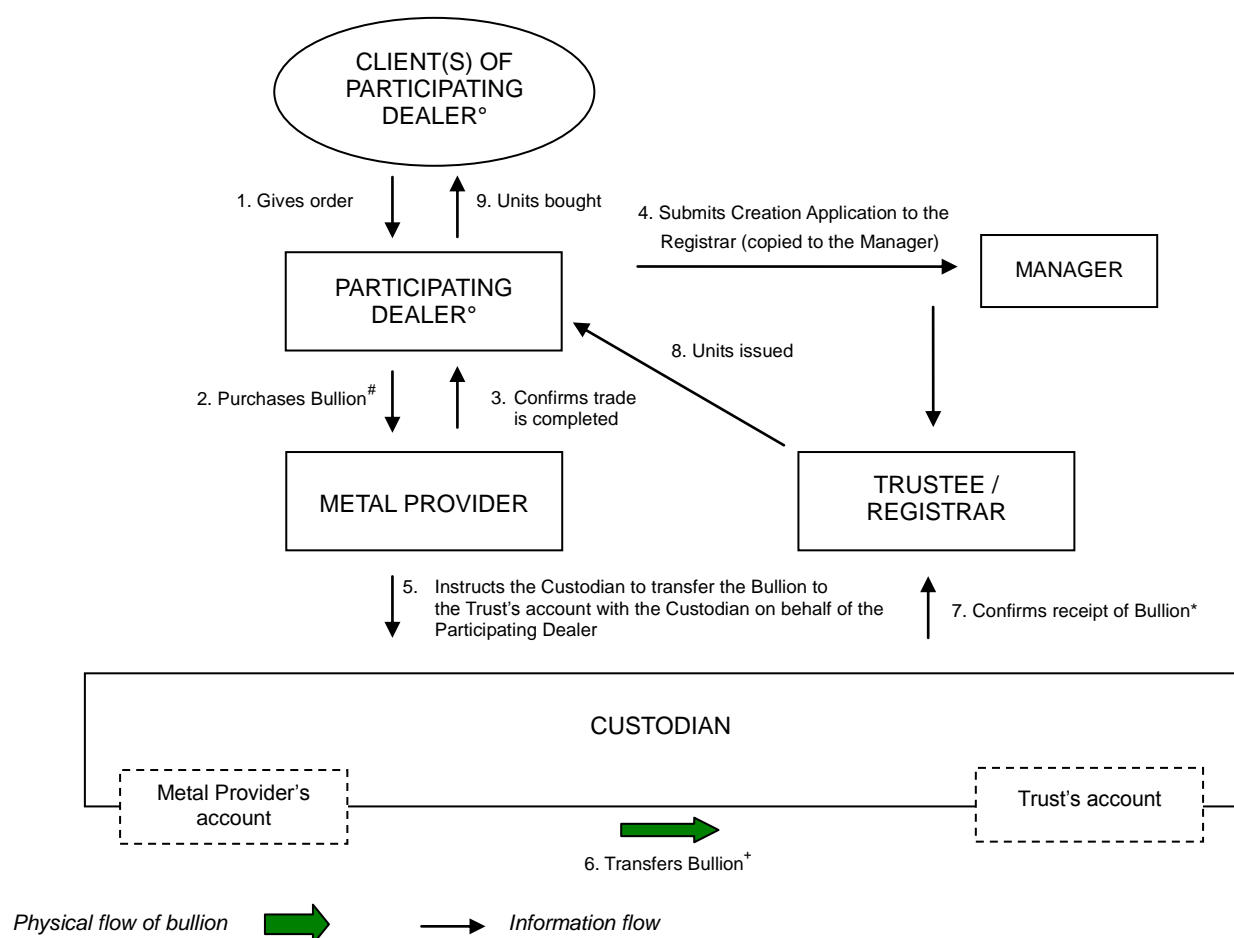 CLIENT(S) OF
PARTICIPATING
DEALER°
1. Gives order
9. Units bought
4. Submits Creation Application to the
Registrar (copied to the Manager)
MANAGER
PARTICIPATING
DEALER°
8. Units issued
2. Purchases Bullion#
3. Confirms trade
is completed
METAL PROVIDER
TRUSTEE /
REGISTRAR
5. Instructs the Custodian to transfer the Bullion to
the Trust’s account with the Custodian on behalf of the
Participating Dealer
7. Confirms receipt of Bullion*
CUSTODIAN
Metal Provider’s
account
Trust’s account
6. Transfers Bullion+
Physical flow of bullion
Information flow